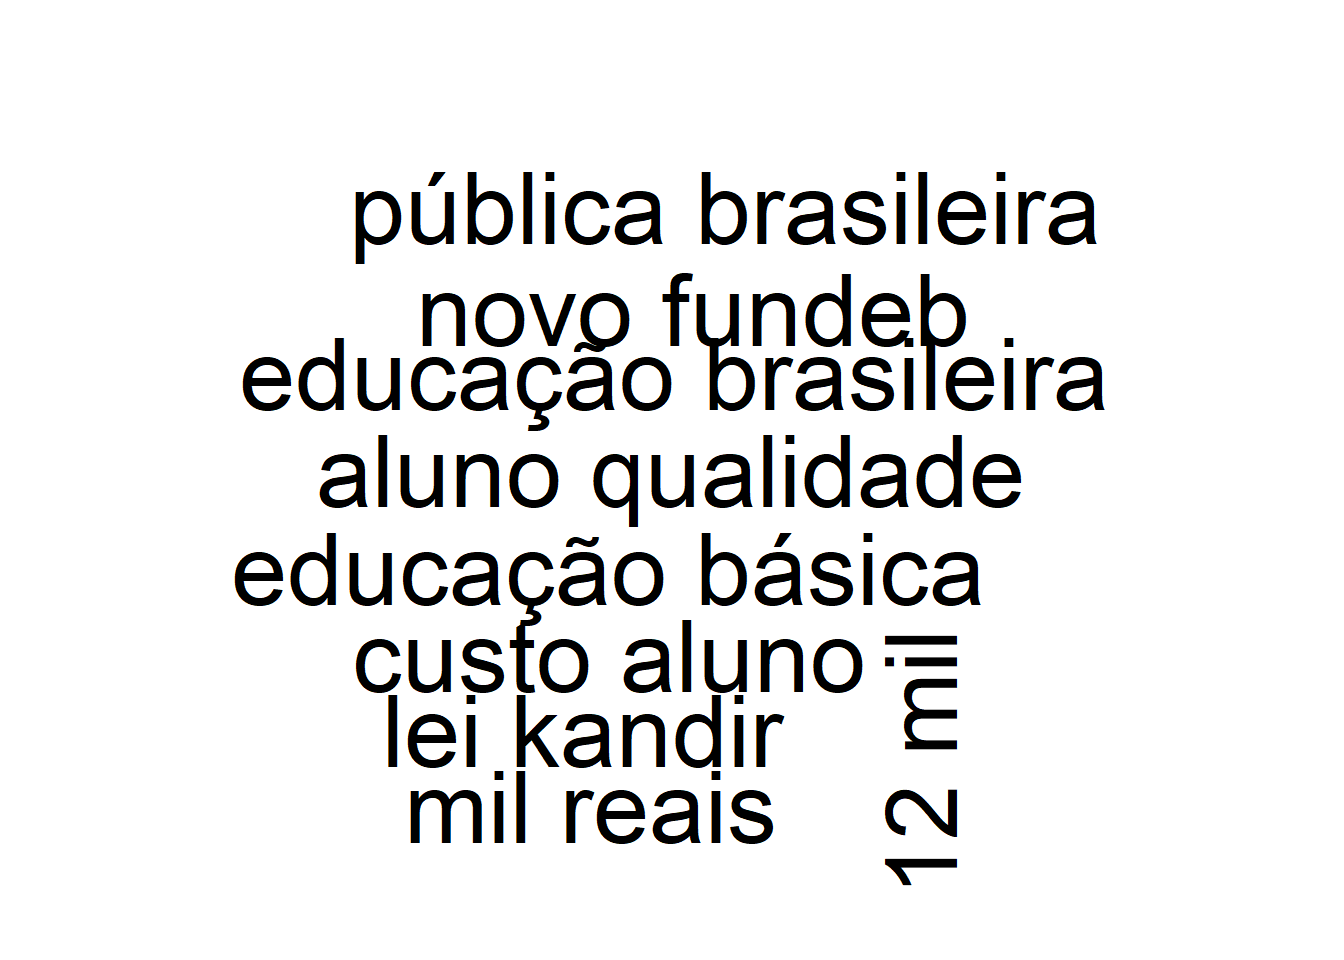 pública brasileira
novo fundeb
educação brasileira
aluno qualidade
educação básica
custo aluno
lei kandir
mil reais
12 mil